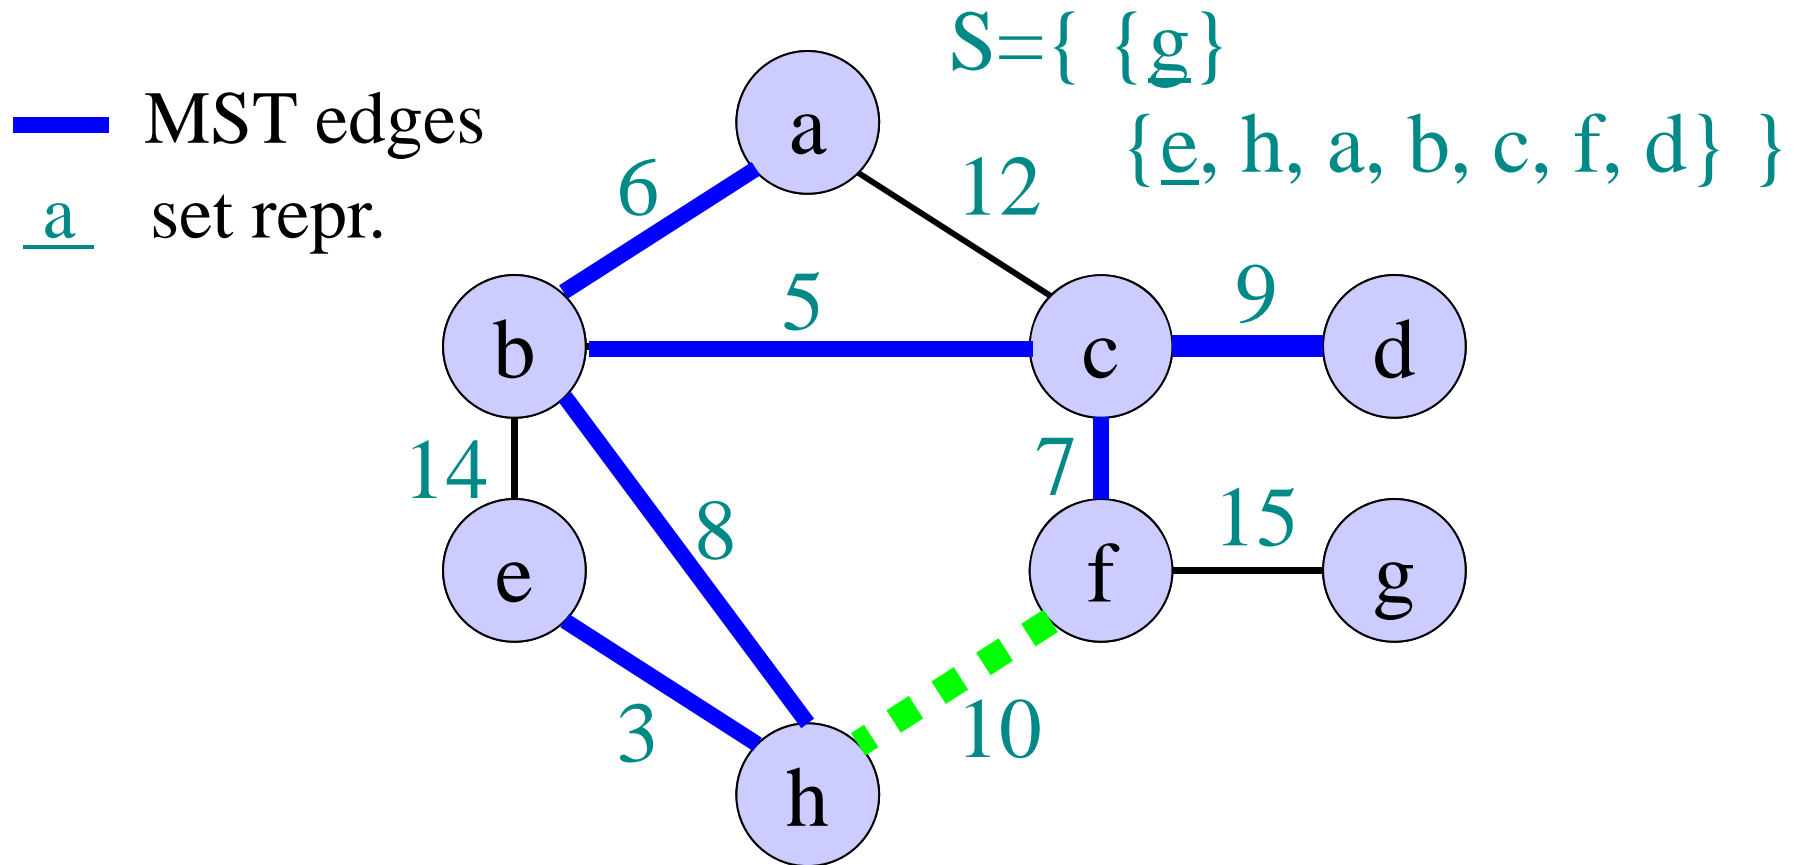 S={ {g}
{e, h, a, b, c, f, d} }
MST edges
a set repr.
a
6
12
5
9
b
c
d
14
7
8
15
e
f
g
3
10
h